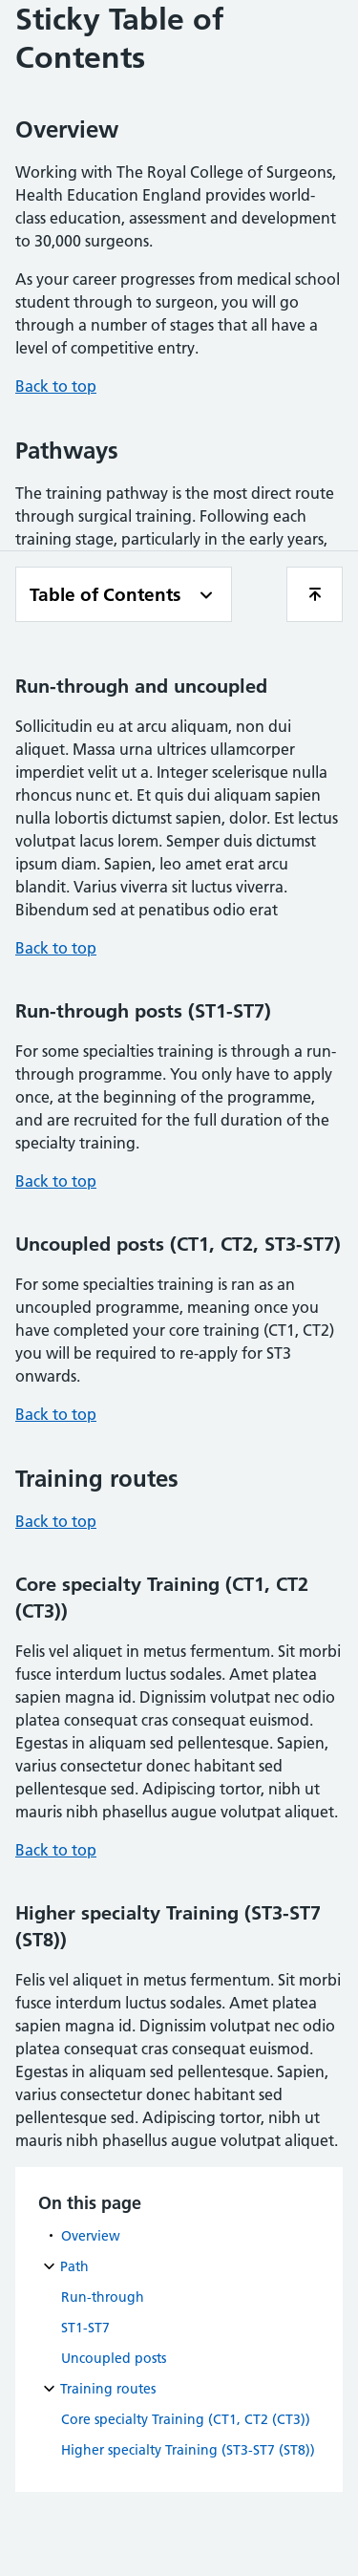 Sticky Table of
Contents
Overview
Working with The Royal College of Surgeons,
Health Education England provides world-
class education, assessment and development
to 30,000 surgeons.
As your career progresses from medical school
student through to surgeon, you will go
through a number of stages that all have a
level of competitive entry.
Back to top
Pathways
The training pathway is the most direct route
through surgical training. Following each
training stage, particularly in the early years,
Table of Contents
Run-through and uncoupled
Sollicitudin eu at arcu aliquam, non dui
aliquet. Massa urna ultrices ullamcorper
imperdiet velit ut a. Integer scelerisque nulla
rhoncus nunc et. Et quis dui aliquam sapien
nulla lobortis dictumst sapien, dolor. Est lectus
volutpat lacus lorem. Semper duis dictumst
ipsum diam. Sapien, leo amet erat arcu
blandit. Varius viverra sit luctus viverra.
Bibendum sed at penatibus odio erat
Back to top
Run-through posts (ST1-ST7)
For some specialties training is through a run-
through programme. You only have to apply
once, at the beginning of the programme,
and are recruited for the full duration of the
specialty training.
Back to top
Uncoupled posts (CT1, CT2, ST3-ST7)
For some specialties training is ran as an
uncoupled programme, meaning once you
have completed your core training (CT1, CT2)
you will be required to re-apply for ST3
onwards.
Back to top
Training routes
Back to top
Core specialty Training (CT1, CT2
(CT3))
Felis vel aliquet in metus fermentum. Sit morbi
fusce interdum luctus sodales. Amet platea
sapien magna id. Dignissim volutpat nec odio
platea consequat cras consequat euismod.
Egestas in aliquam sed pellentesque. Sapien,
varius consectetur donec habitant sed
pellentesque sed. Adipiscing tortor, nibh ut
mauris nibh phasellus augue volutpat aliquet.
Back to top
Higher specialty Training (ST3-ST7
(ST8))
Felis vel aliquet in metus fermentum. Sit morbi
fusce interdum luctus sodales. Amet platea
sapien magna id. Dignissim volutpat nec odio
platea consequat cras consequat euismod.
Egestas in aliquam sed pellentesque. Sapien,
varius consectetur donec habitant sed
pellentesque sed. Adipiscing tortor, nibh ut
mauris nibh phasellus augue volutpat aliquet.
On this page
• Overview
Path
Run-through
ST1-ST7
Uncoupled posts
Training routes
Core specialty Training (CT1, CT2 (CT3))
Higher specialty Training (ST3-ST7 (ST8))